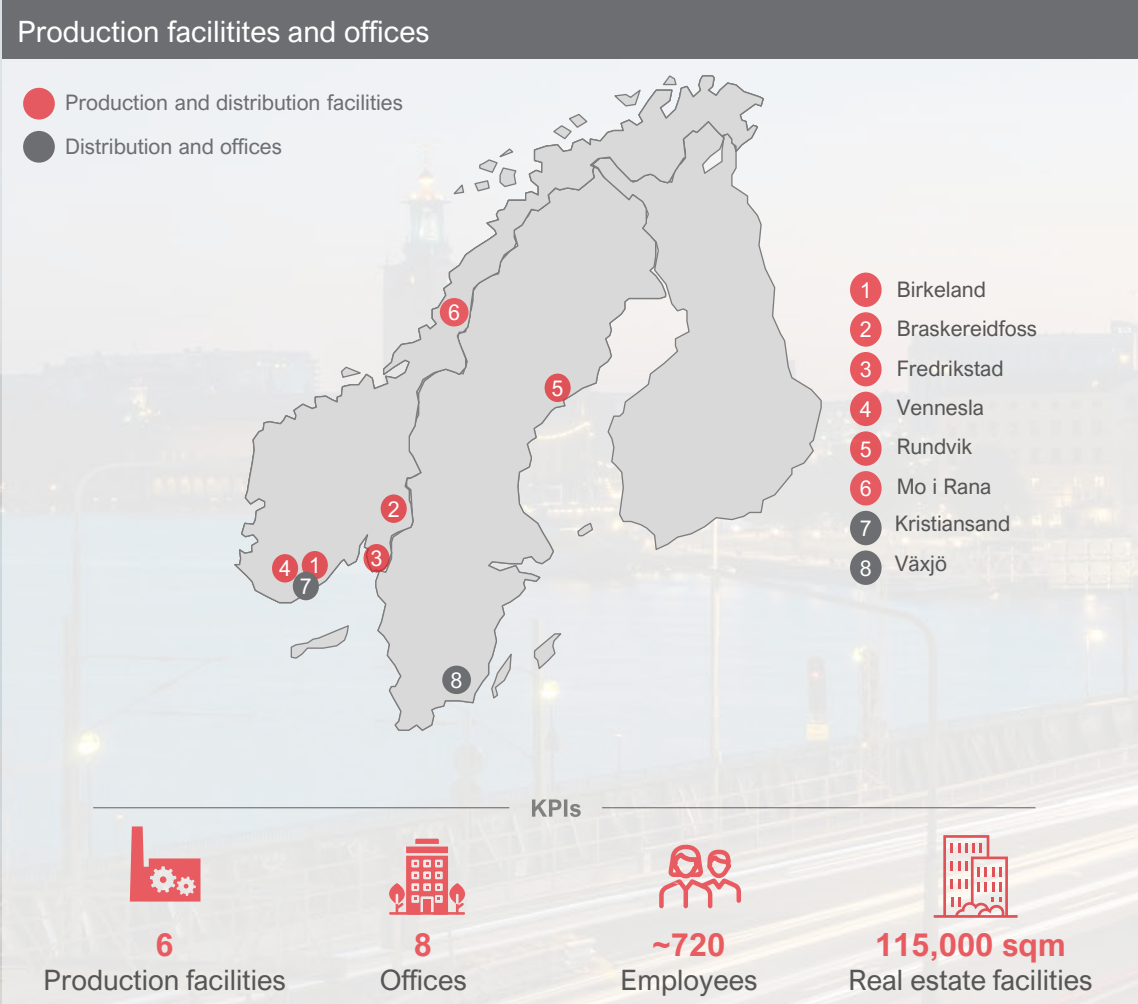 Production facilitites and offices
Production and distribution facilities
Distribution and offices
6
5
2
3
4
1
7
8
1 Birkeland
2 Braskereidfoss
3 Fredrikstad
4 Vennesla
5 Rundvik
6 Mo i Rana
7 Kristiansand
8 Växjö
KPIs
6
Production facilities
8
Offices
~720
Employees
115,000 sqm
Real estate facilities